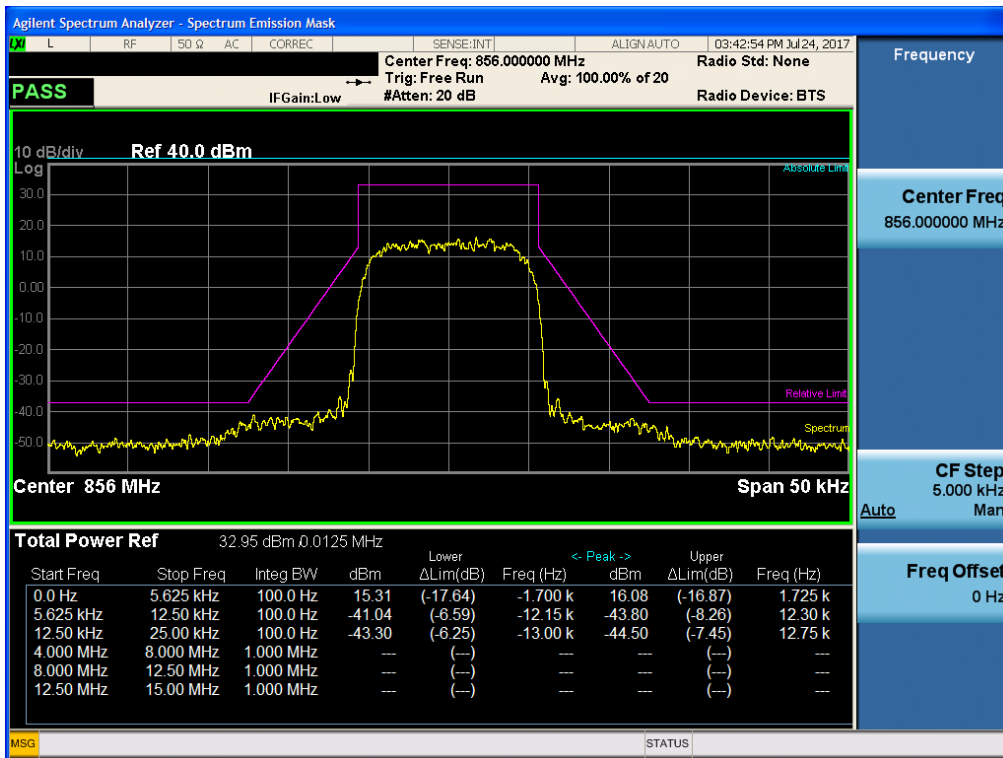 Agilent Spectrum Analyzer - Spectrum Emission Mask
LXI L RF 50 Ω AC CORREC SENSE:INT ALIGN AUTO 03:42:54 PM Jul 24, 2017
Frequency
Center Freq: 856.000000 MHz Radio Std: None
Trig: Free Run Avg: 100.00% of 20
PASS IFGain:Low #Atten: 20 dB Radio Device: BTS
10 dB/div Ref 40.0 dBm
Log Absolute Limit
30.0
20.0
10.0
0.00
-10.0
-20.0
-30.0
Relative Limit
-40.0
Spectrum
-50.0
Center 856 MHz Span 50 kHz
Center Freq
856.000000 MHz
CF Step
5.000 kHz
Auto Man
Freq Offset
0 Hz
Total Power Ref 32.95 dBm / 0.0125 MHz
Lower <- Peak -> Upper
Start Freq Stop Freq Integ BW dBm ΔLim(dB) Freq (Hz) dBm ΔLim(dB) Freq (Hz)
0.0 Hz 5.625 kHz 100.0 Hz 15.31 (-17.64) -1.700 k 16.08 (-16.87) 1.725 k
5.625 kHz 12.50 kHz 100.0 Hz -41.04 (-6.59) -12.15 k -43.80 (-8.26) 12.30 k
12.50 kHz 25.00 kHz 100.0 Hz -43.30 (-6.25) -13.00 k -44.50 (-7.45) 12.75 k
4.000 MHz 8.000 MHz 1.000 MHz --- (---) --- --- (---) ---
8.000 MHz 12.50 MHz 1.000 MHz --- (---) --- --- (---) ---
12.50 MHz 15.00 MHz 1.000 MHz --- (---) --- --- (---) ---
MSG STATUS